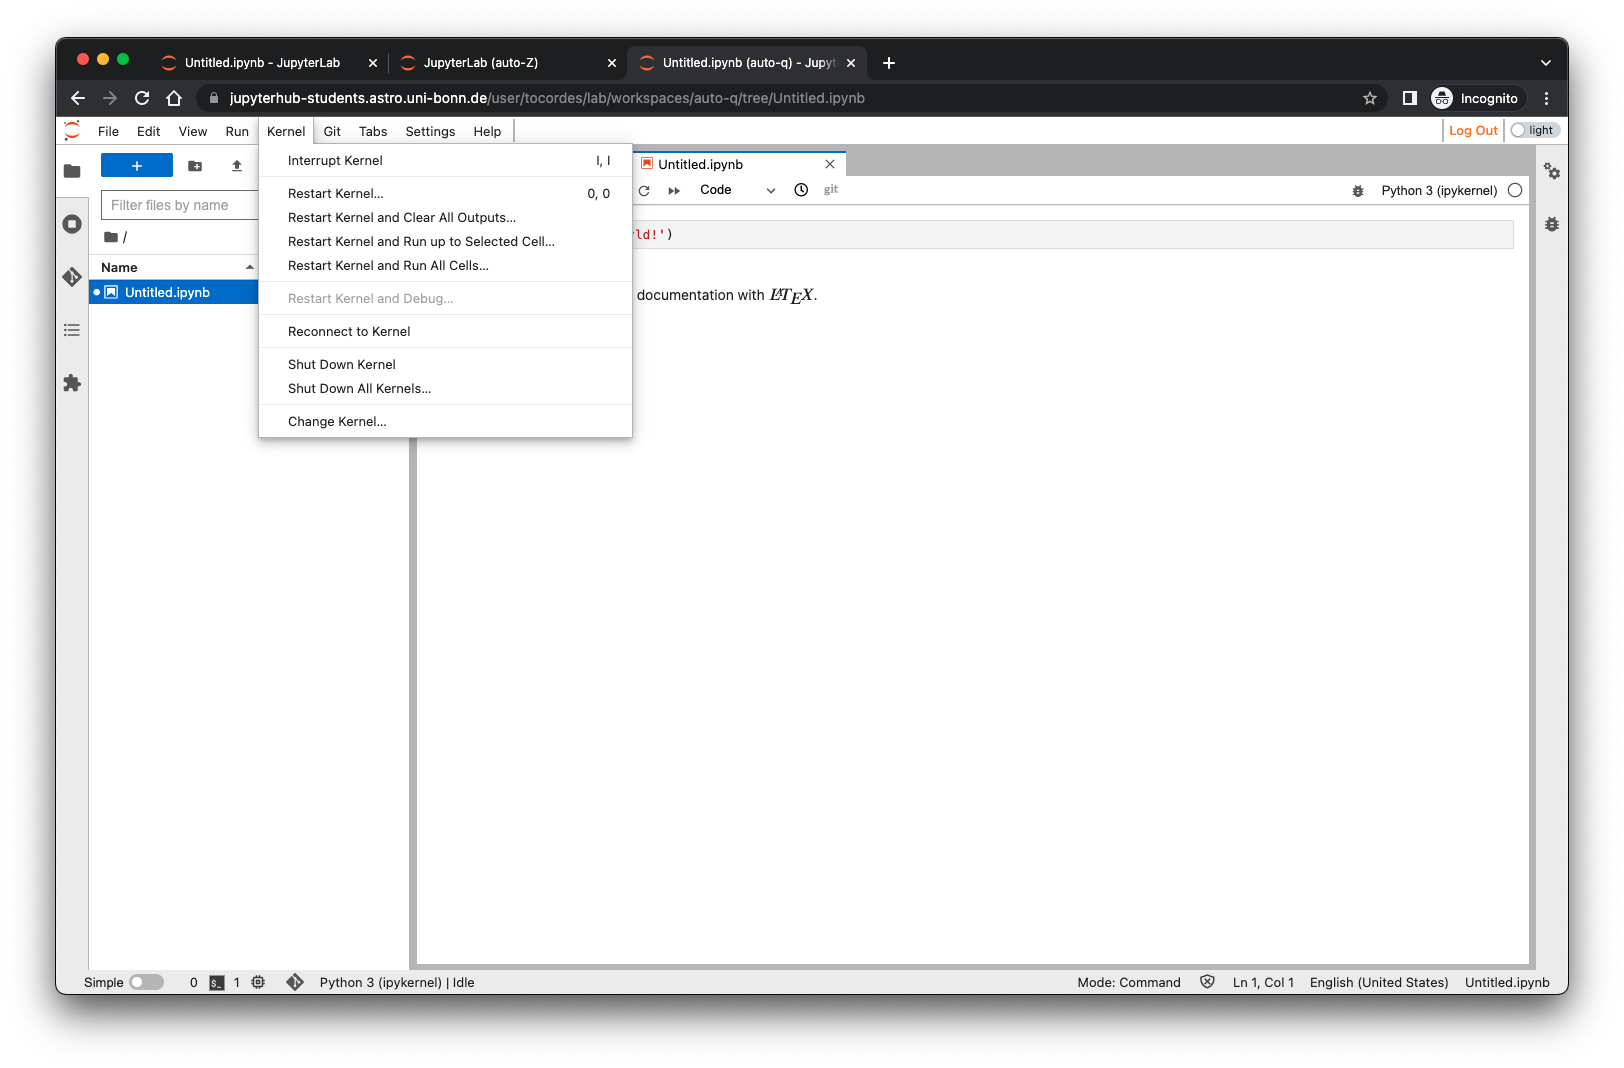 Untitled.ipynb - JupyterLab
JupyterLab (auto-Z)
Untitled.ipynb (auto-q) - Jupyt
jupyterhub-students.astro.uni-bonn.de/user/tocordes/lab/workspaces/auto-q/tree/Untitled.ipynb
Incognito
File Edit View Run Kernel Git Tabs Settings Help
Log Out
light
Interrupt Kernel I, I
Restart Kernel... 0, 0
Restart Kernel and Clear All Outputs...
Restart Kernel and Run up to Selected Cell...
Restart Kernel and Run All Cells...
Restart Kernel and Debug...
Reconnect to Kernel
Shut Down Kernel
Shut Down All Kernels...
Change Kernel...
Filter files by name
/
Name
Untitled.ipynb
Untitled.ipynb
Code
git
Python 3 (ipykernel)
ld!')
documentation with LATEX.
Simple 0 $_ 1 Python 3 (ipykernel) | Idle
Mode: Command Ln 1, Col 1 English (United States) Untitled.ipynb